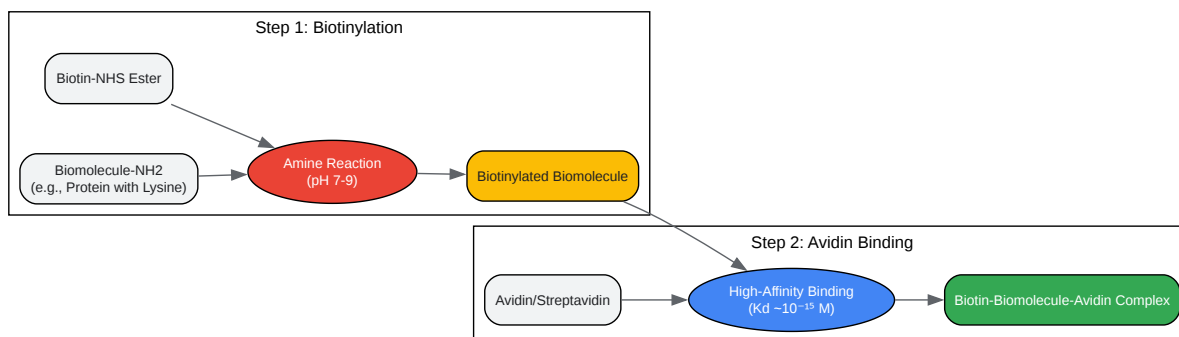 Step 1: Biotinylation
Biotin-NHS Ester
Biomolecule-NH2
(e.g., Protein with Lysine)
Amine Reaction
(pH 7-9)
Biotinylated Biomolecule
Step 2: Avidin Binding
Avidin/Streptavidin
High-Affinity Binding
(Kd ~10⁻¹⁵ M)
Biotin-Biomolecule-Avidin Complex